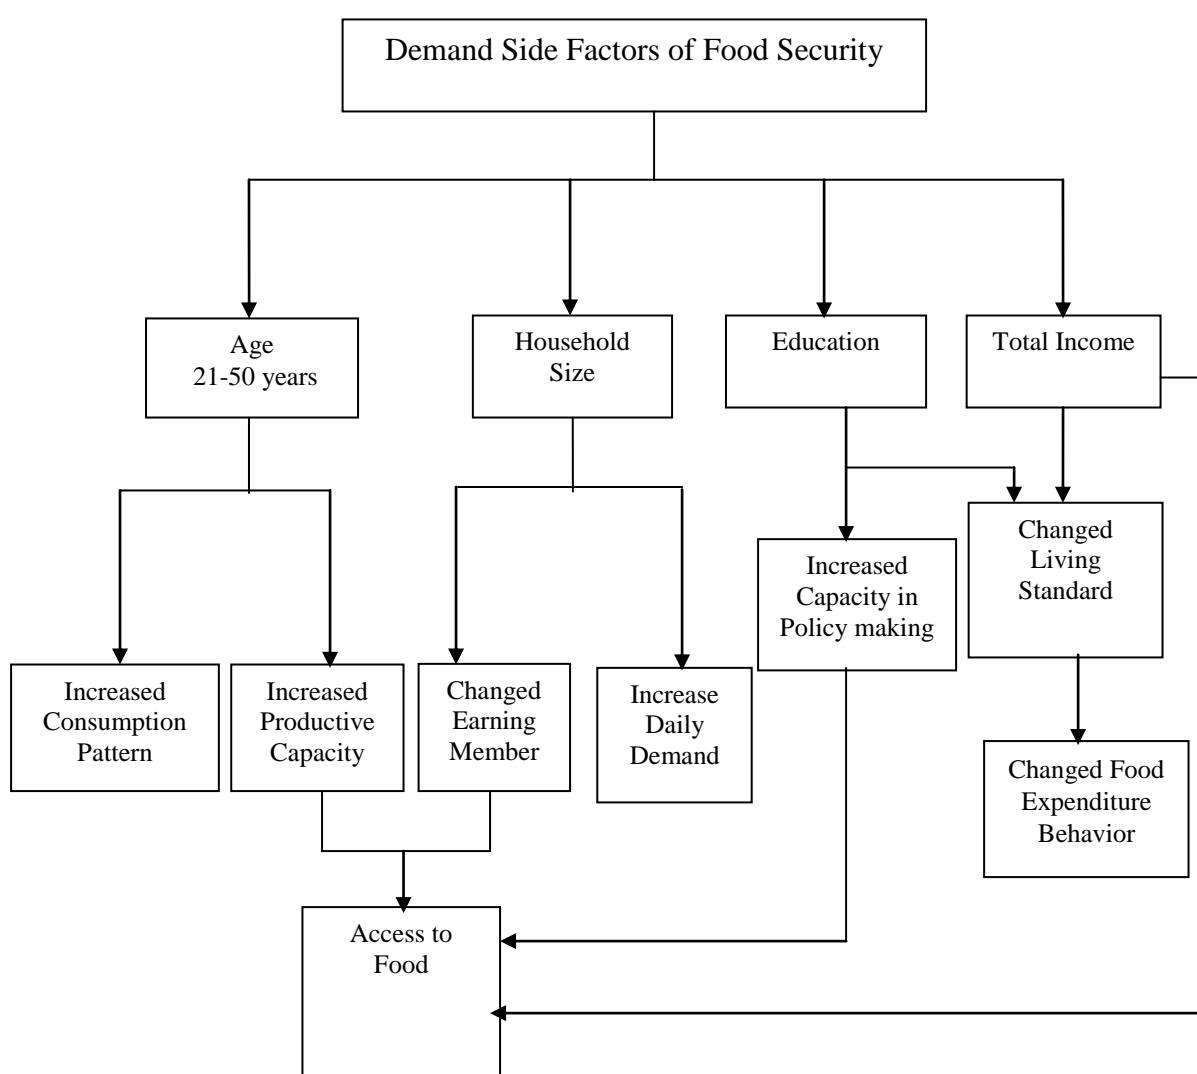 Demand Side Factors of Food Security
Age
21-50 years
Household
Size
Education
Total Income
Increased
Consumption
Pattern
Increased
Productive
Capacity
Changed
Earning
Member
Increase
Daily
Demand
Increased
Capacity in
Policy making
Changed
Living
Standard
Changed Food
Expenditure
Behavior
Access to
Food